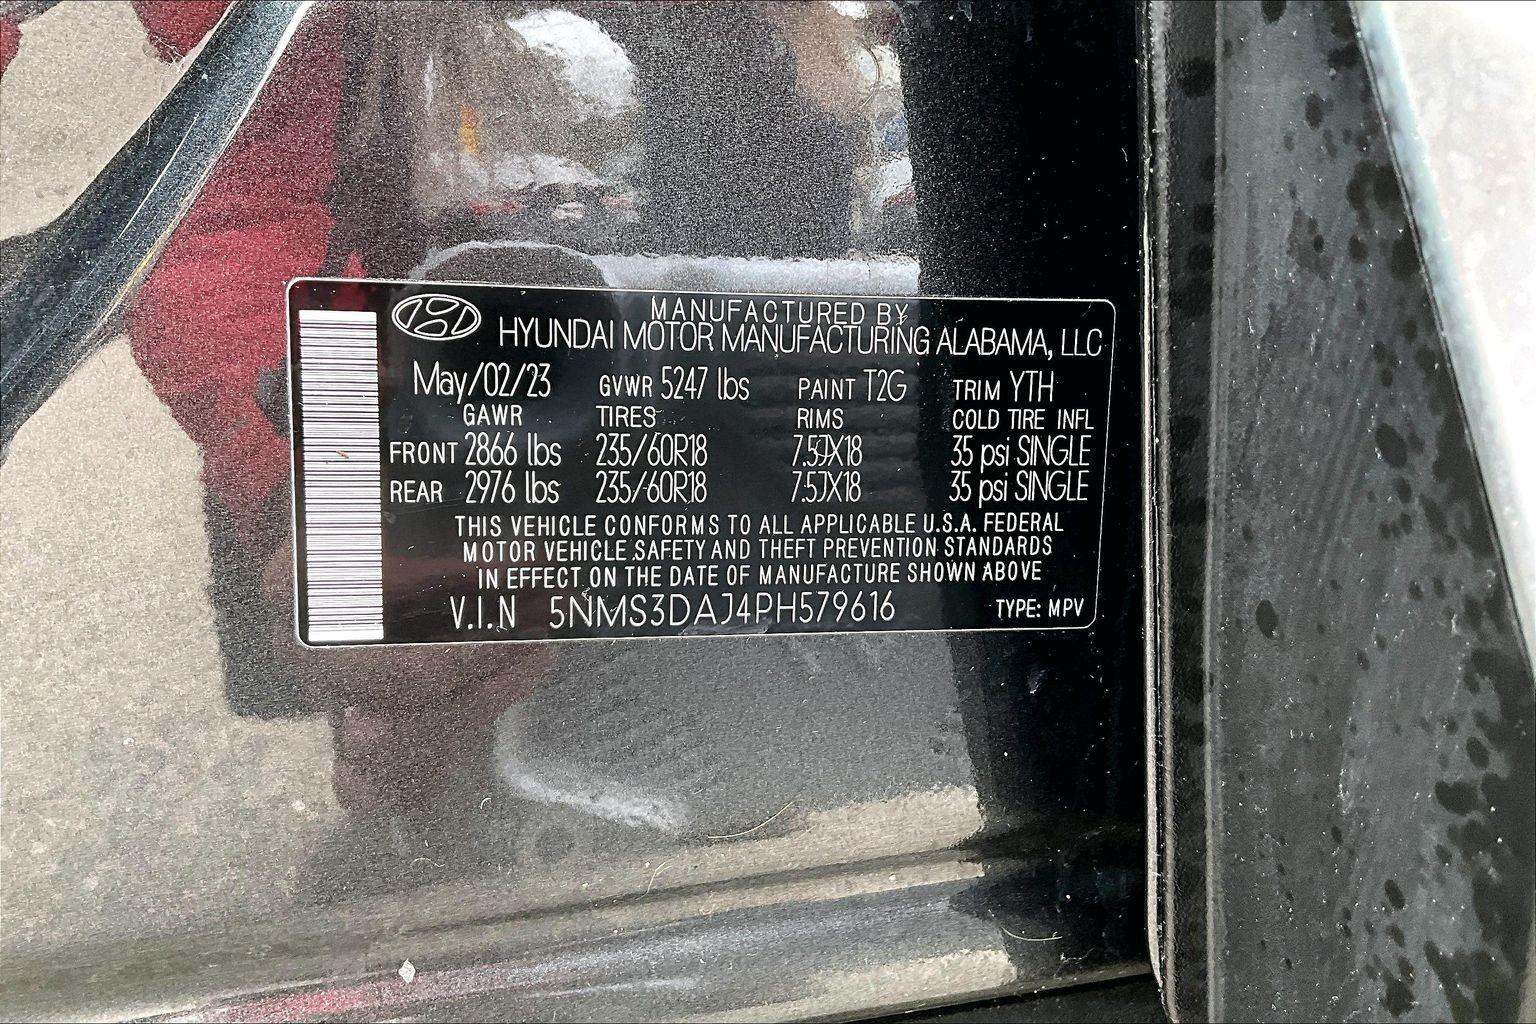 MANUFACTURED BY
HYUNDAI MOTOR MANUFACTURING ALABAMA, LLC
May/02/23 GVWR 5247 lbs PAINT T2G TRIM YTH
GAWR TIRES RIMS COLD TIRE INFL
FRONT 2866 lbs 235/60R18 7.5JX18 35 psi SINGLE
REAR 2976 lbs 235/60R18 7.5JX18 35 psi SINGLE
THIS VEHICLE CONFORMS TO ALL APPLICABLE U.S.A. FEDERAL
MOTOR VEHICLE SAFETY AND THEFT PREVENTION STANDARDS
IN EFFECT ON THE DATE OF MANUFACTURE SHOWN ABOVE
V.I.N 5NMS3DAJ4PH579616 TYPE: MPV